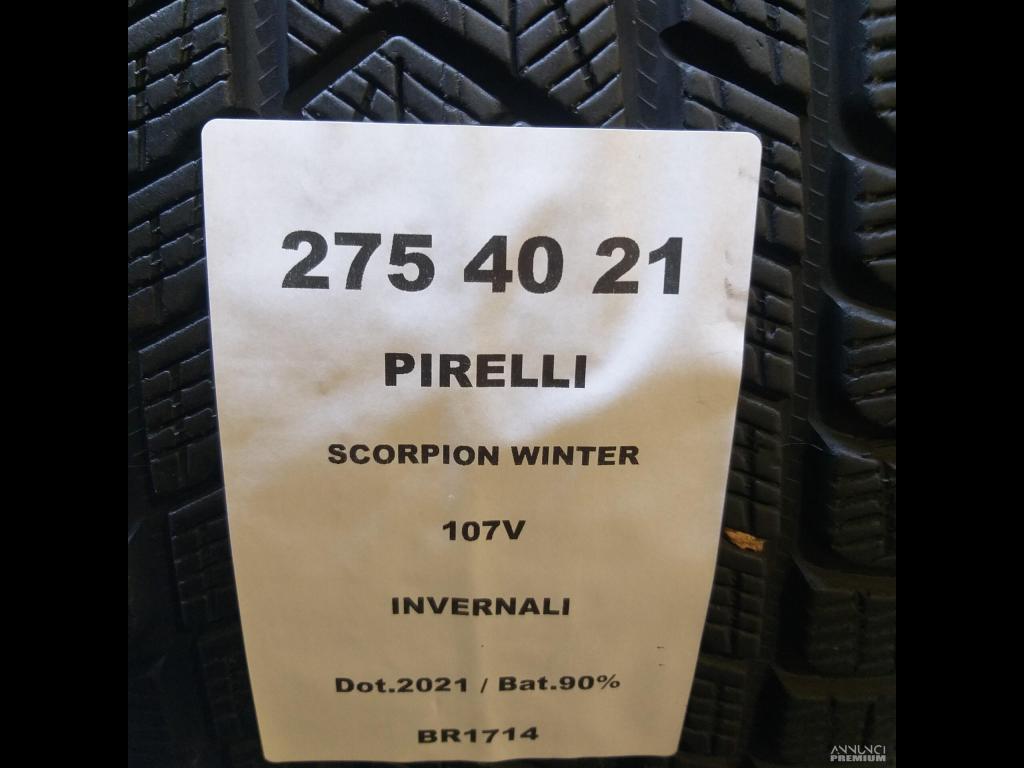 275 40 21
PIRELLI
SCORPION WINTER
107V
INVERNALI
Dot.2021 / Bat.90%
BR1714
ANNUNCI
PREMIUM